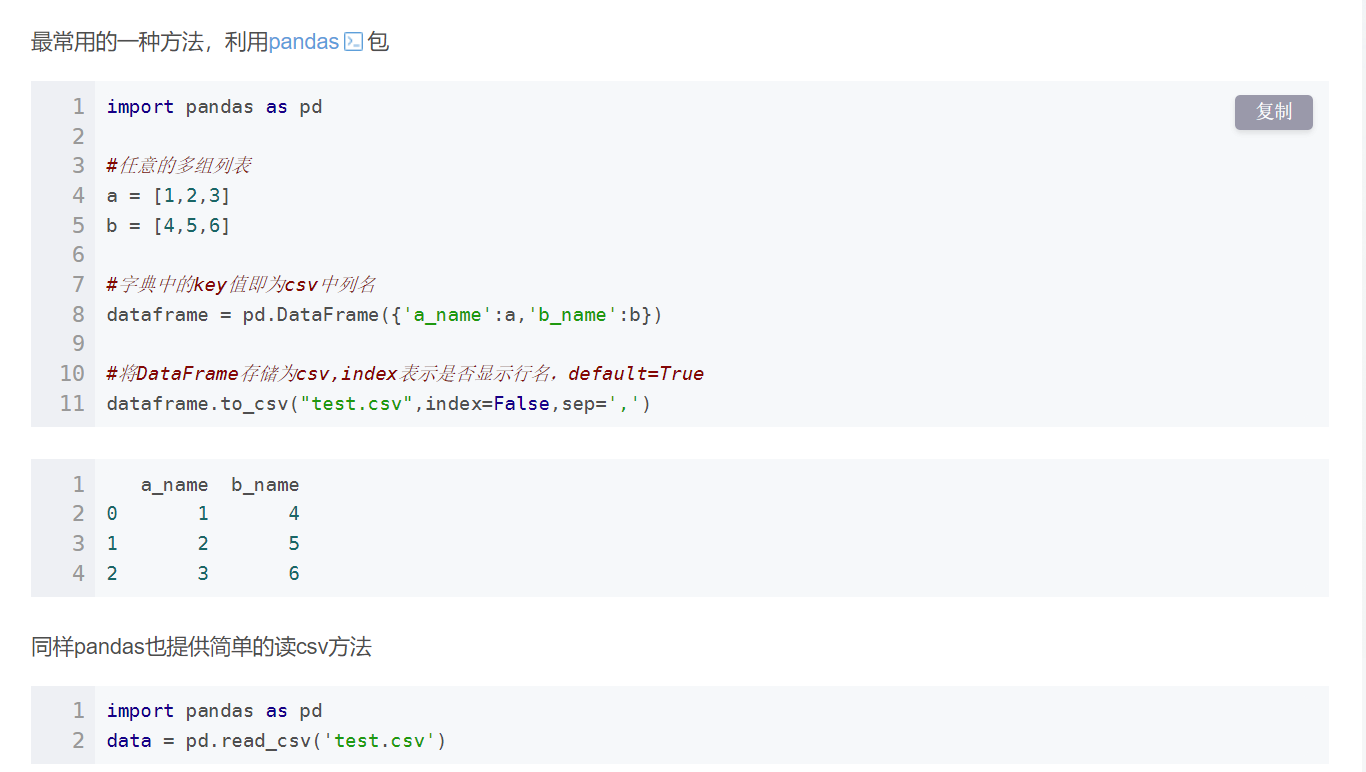 最常用的一种方法，利用pandas包
复制
1 import pandas as pd
2
3 #任意的多组列表
4 a = [1,2,3]
5 b = [4,5,6]
6
7 #字典中的key值即为csv中列名
8 dataframe = pd.DataFrame({'a_name':a,'b_name':b})
9
10 #将DataFrame存储为csv,index表示是否显示行名，default=True
11 dataframe.to_csv("test.csv",index=False,sep=',')
1    a_name  b_name
2 0       1       4
3 1       2       5
4 2       3       6
同样pandas也提供简单的读csv方法
1 import pandas as pd
2 data = pd.read_csv('test.csv')